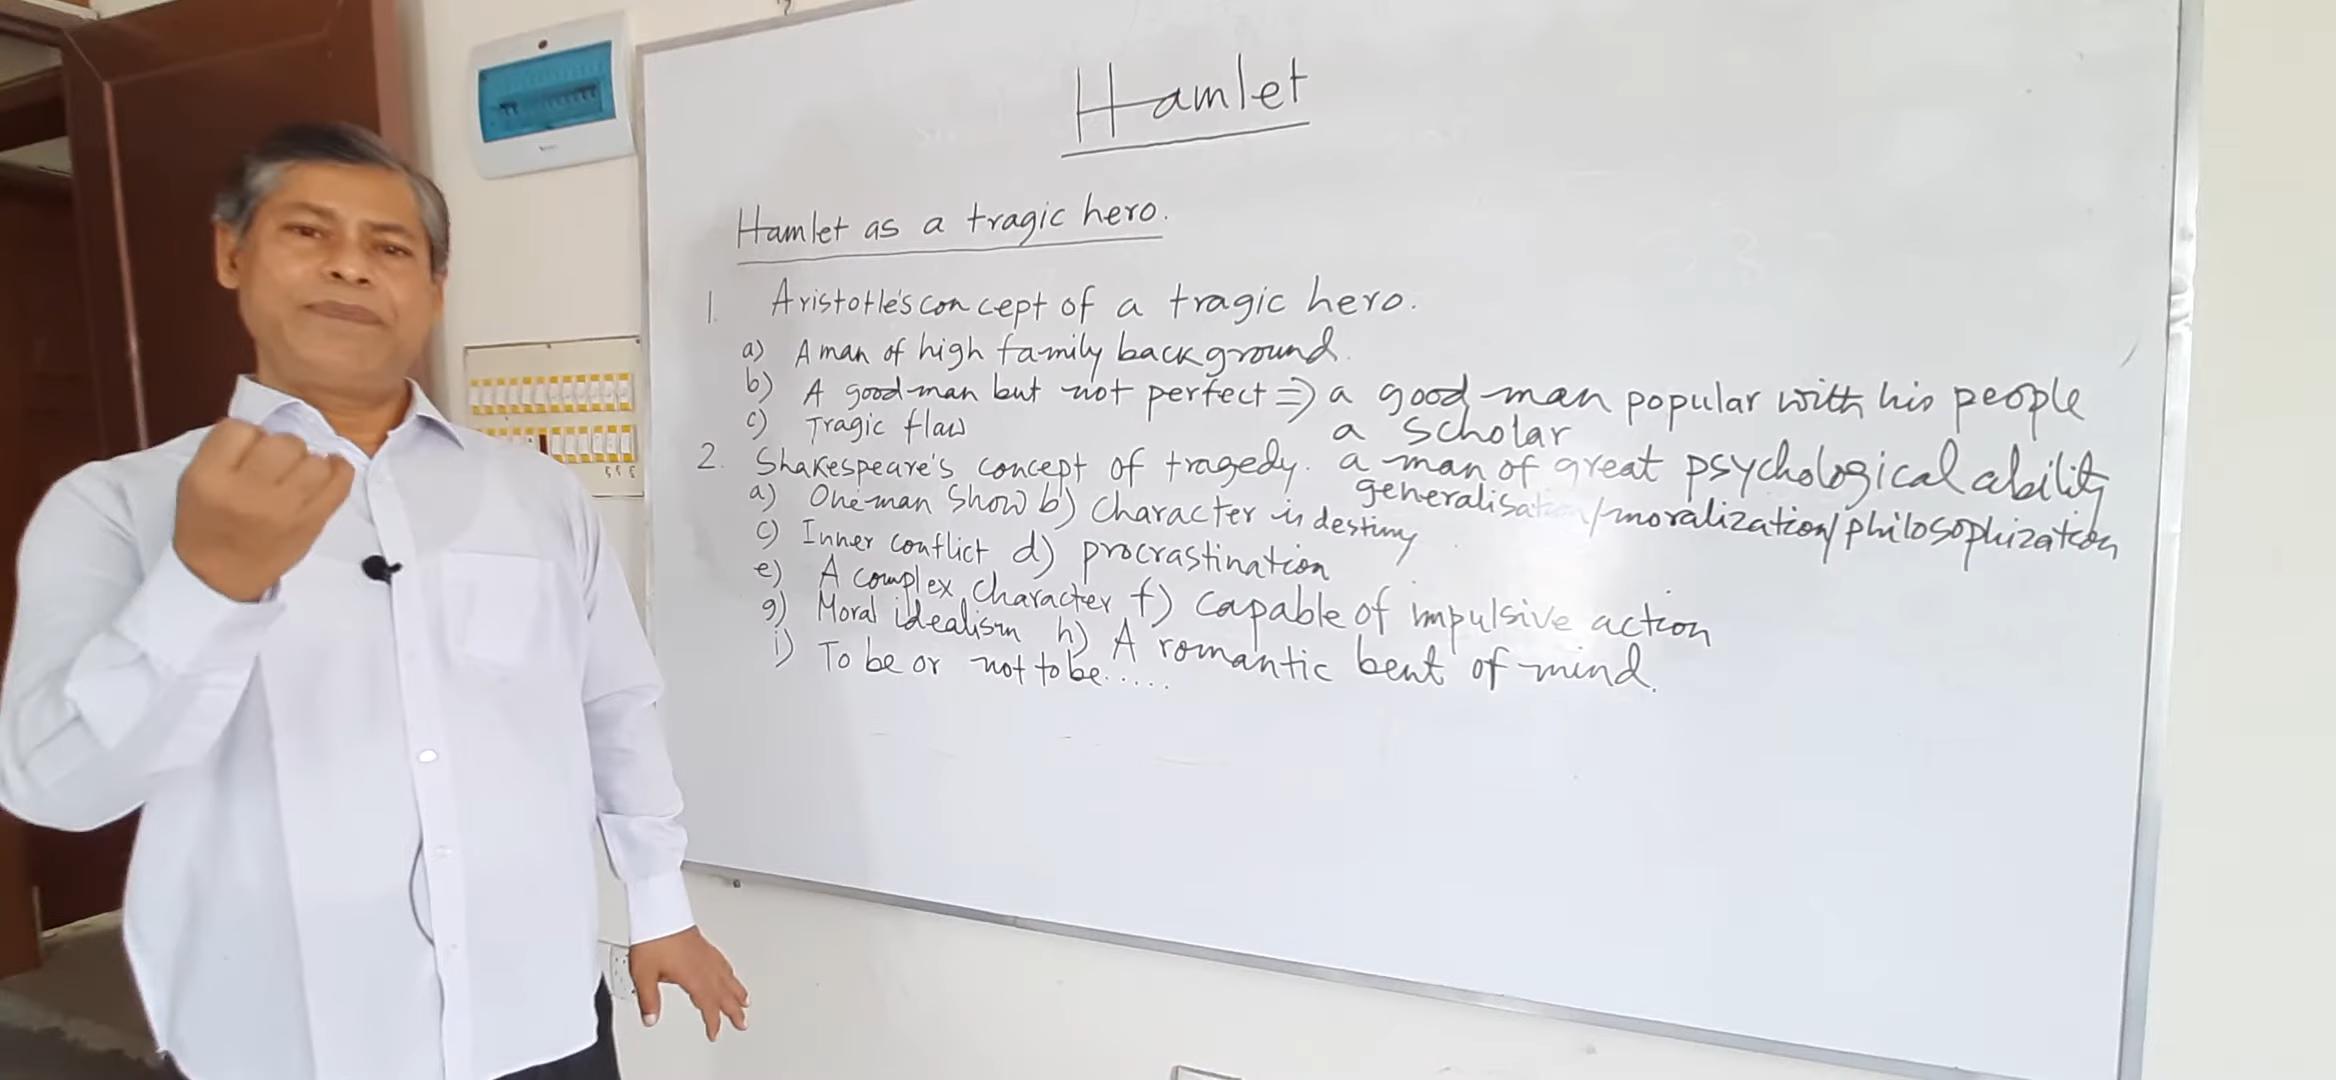 Hamlet
Hamlet as a tragic hero.
1. Aristotle's concept of a tragic hero.
a) A man of high family background.
b) A good man but not perfect ⇒ a good man popular with his people
a scholar
a man of great psychological ability
generalisation/moralization/philosophization
c) Tragic flaw
2. Shakespeare's concept of tragedy.
a) One man show b) Character is destiny
c) Inner conflict d) procrastination
e) A complex character f) Capable of impulsive action
g) Moral idealism h) A romantic bent of mind.
i) To be or not to be.....